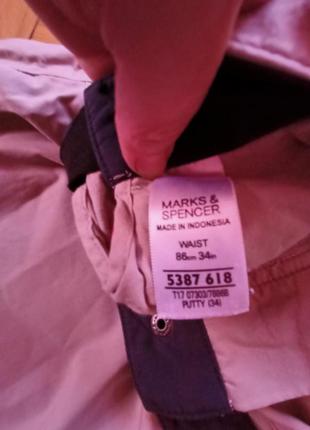 MARKS &
SPENCER
MADE IN INDONESIA
WAIST
86cm 34in
5387 618
PUTTY (34)